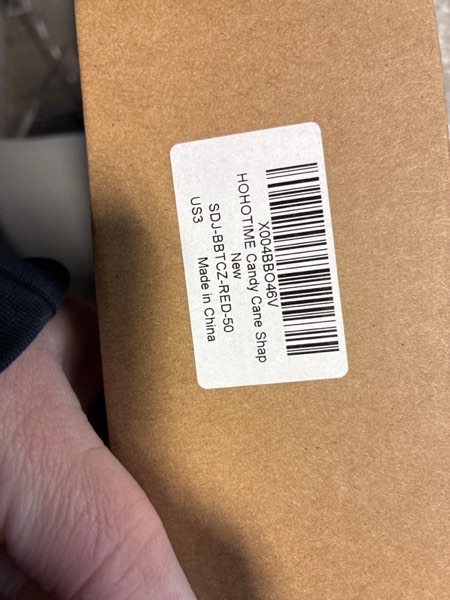 X004BBO46V
HOHOTIME Candy Cane Shap
New
SDJ-BBTCZ-RED-50
US3 Made in China